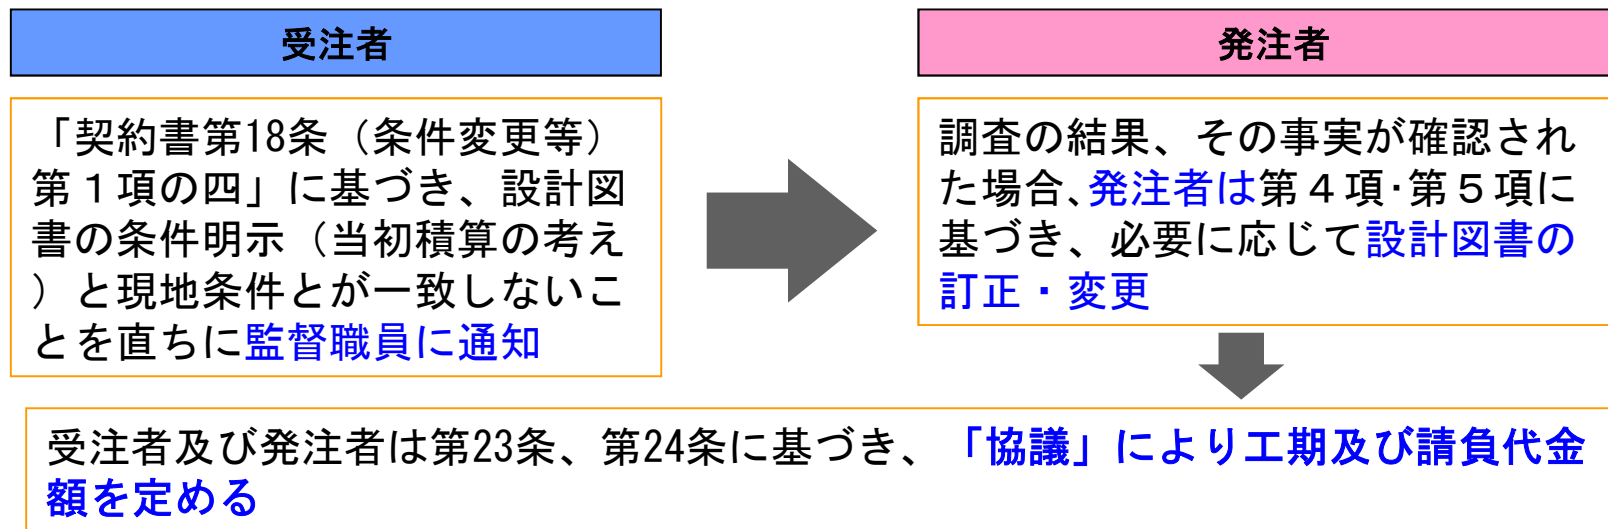 受注者
「契約書第18条（条件変更等）
第１項の四」に基づき、設計図
書の条件明示（当初積算の考え
）と現地条件とが一致しないこ
とを直ちに監督職員に通知
発注者
調査の結果、その事実が確認され
た場合、発注者は第４項･第５項に
基づき、必要に応じて設計図書の
訂正・変更
受注者及び発注者は第23条、第24条に基づき、「協議」により工期及び請負代金
額を定める